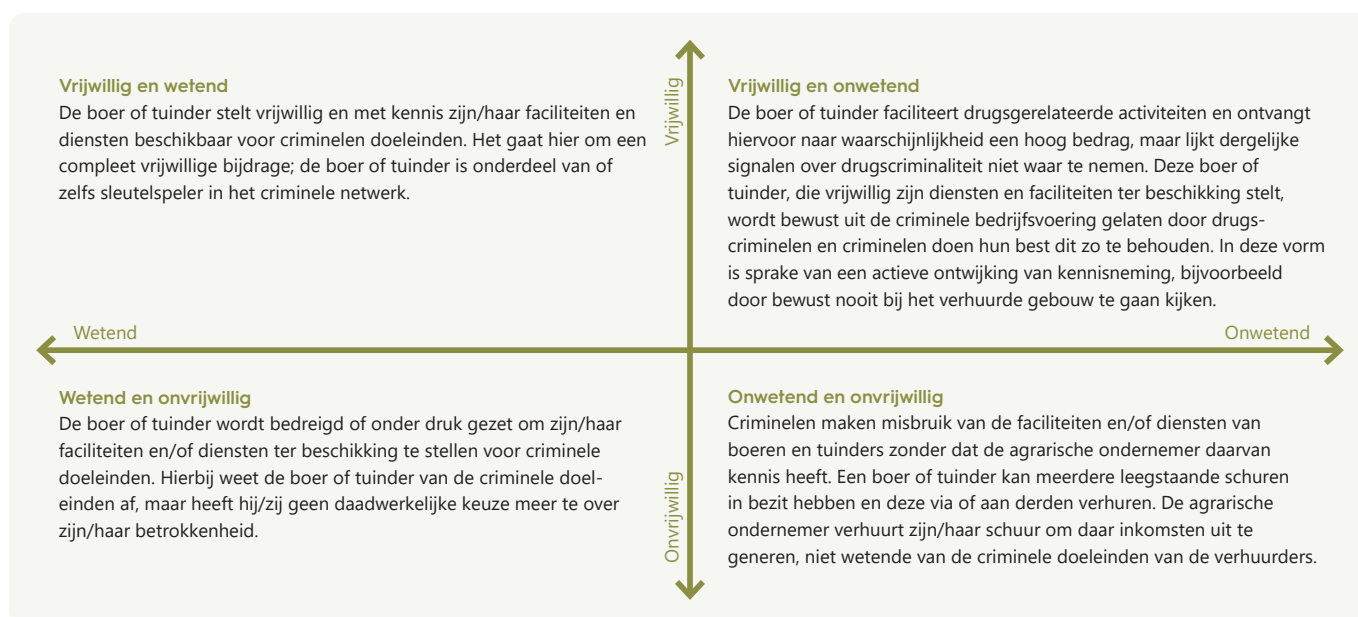 Vrijwillig en wetend
De boer of tuinder stelt vrijwillig en met kennis zijn/haar faciliteiten en
diensten beschikbaar voor criminelen doeleinden. Het gaat hier om een
compleet vrijwillige bijdrage; de boer of tuinder is onderdeel van of
zelfs sleutelspeler in het criminele netwerk.
Vrijwillig
Vrijwillig en onwetend
De boer of tuinder faciliteert drugsgerelateerde activiteiten en ontvangt
hiervoor naar waarschijnlijkheid een hoog bedrag, maar lijkt dergelijke
signalen over drugscriminaliteit niet waar te nemen. Deze boer of
tuinder, die vrijwillig zijn diensten en faciliteiten ter beschikking stelt,
wordt bewust uit de criminele bedrijfsvoering gelaten door drugs-
criminelen en criminelen doen hun best dit zo te behouden. In deze vorm
is sprake van een actieve ontwijking van kennisneming, bijvoorbeeld
door bewust nooit bij het verhuurde gebouw te gaan kijken.
Wetend
Onwetend
Wetend en onvrijwillig
De boer of tuinder wordt bedreigd of onder druk gezet om zijn/haar
faciliteiten en/of diensten ter beschikking te stellen voor criminele
doeleinden. Hierbij weet de boer of tuinder van de criminele doel-
einden af, maar heeft hij/zij geen daadwerkelijke keuze meer te over
zijn/haar betrokkenheid.
Onvrijwillig
Onwetend en onvrijwillig
Criminelen maken misbruik van de faciliteiten en/of diensten van
boeren en tuinders zonder dat de agrarische ondernemer daarvan
kennis heeft. Een boer of tuinder kan meerdere leegstaande schuren
in bezit hebben en deze via of aan derden verhuren. De agrarische
ondernemer verhuurt zijn/haar schuur om daar inkomsten uit te
generen, niet wetende van de criminele doeleinden van de verhuurders.